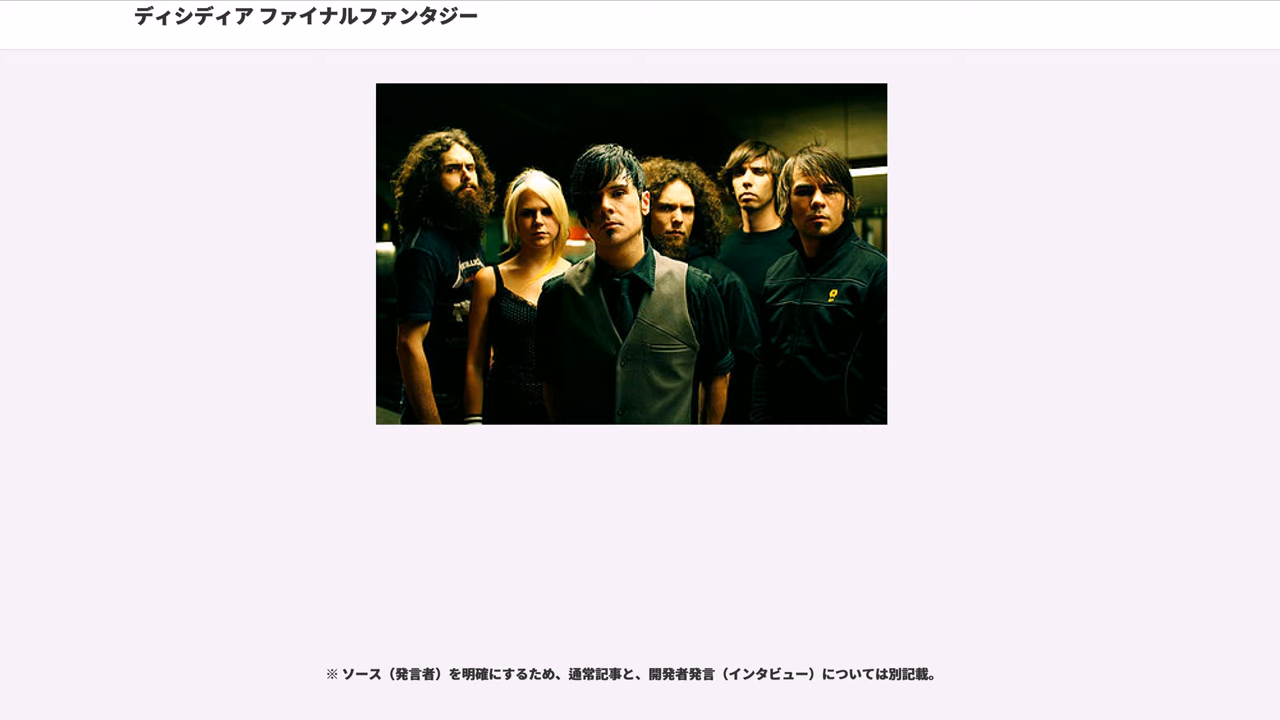 ディシディア ファイナルファンタジー
※ ソース（発言者）を明確にするため、通常記事と、開発者発言（インタビュー）については別記載。